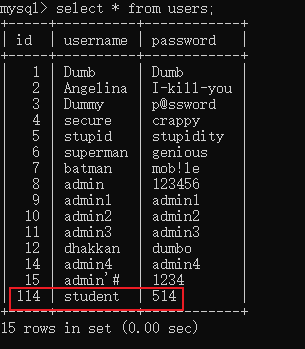 mysql> select * from users;
+-----+----------+------------+
| id | username | password |
+-----+----------+------------+
| 1 | Dumb | Dumb |
| 2 | Angelina | I-kill-you |
| 3 | Dummy | p@ssword |
| 4 | secure | crappy |
| 5 | stupid | stupidity |
| 6 | superman | genious |
| 7 | batman | mob!le |
| 8 | admin | 123456 |
| 9 | admin1 | admin1 |
| 10 | admin2 | admin2 |
| 11 | admin3 | admin3 |
| 12 | dhakkan | dumbo |
| 14 | admin4 | admin4 |
| 15 | admin'# | 1234 |
| 114 | student | 514 |
+-----+----------+------------+
15 rows in set (0.00 sec)